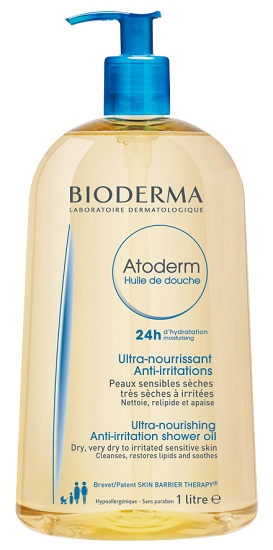 BIODERMA
LABORATOIRE DERMATOLOGIQUE
Atoderm
Huile de douche
24h d'hydratation
moisturising
Ultra-nourrissant
Anti-irritations
Peaux sensibles sèches
très sèches à irritées
Nettoie, relipide et apaise
Ultra-nourishing
Anti-irritation shower oil
Dry, very dry to irritated sensitive skin
Cleanses, restores lipids and soothes
Brevet/Patent SKIN BARRIER THERAPY®
Hypoallergénique - Sans paraben 1 litre e